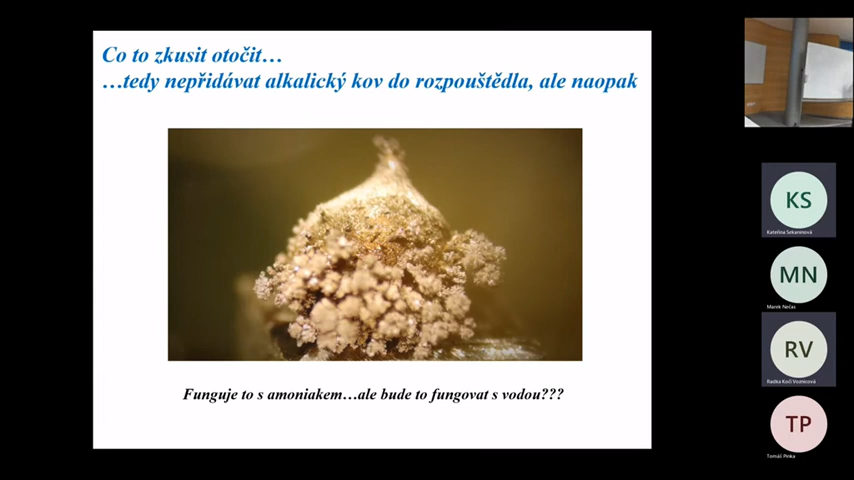 Co to zkusit otočit…
…tedy nepřidávat alkalický kov do rozpouštědla, ale naopak
Funguje to s amoniakem…ale bude to fungovat s vodou???
KS
Kateřina Sekaninová
MN
Marek Nečas
RV
Radka Kočí Voznicová
TP
Tomáš Pinka